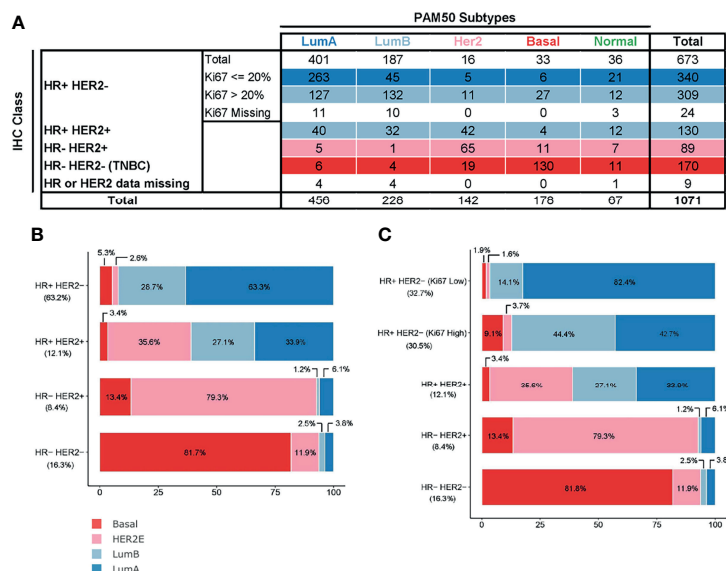 A
PAM50 Subtypes
LumA LumB Her2 Basal Normal Total
IHC Class
HR+ HER2- Total 401 187 16 33 36 673
Ki67 <= 20% 263 45 5 6 21 340
Ki67 > 20% 127 132 11 27 12 309
Ki67 Missing 11 10 0 0 3 24
HR+ HER2+ 40 32 42 4 12 130
HR- HER2+ 5 1 65 11 7 89
HR- HER2- (TNBC) 6 4 19 130 11 170
HR or HER2 data missing 4 4 0 0 1 9
Total 456 228 142 178 67 1071
B
5.3% 2.6%
HR+ HER2− 28.7% 63.3%
(63.2%)
3.4%
HR+ HER2+ 35.6% 27.1% 33.9%
(12.1%)
1.2% 6.1%
HR− HER2+ 13.4% 79.3%
(8.4%)
2.5% 3.8%
HR− HER2− 81.7% 11.9%
(16.3%)
0 25 50 75 100
Basal
HER2E
LumB
LumA
C
1.9% 1.6%
HR+ HER2− (Ki67 Low) 14.1% 82.4%
(32.7%)
3.7%
HR+ HER2− (Ki67 High) 9.1% 44.4% 42.7%
(30.5%)
3.4%
HR+ HER2+ 35.6% 27.1% 33.9%
(12.1%)
1.2% 6.1%
HR− HER2+ 13.4% 79.3%
(8.4%)
2.5% 3.8
HR− HER2− 81.8% 11.9%
(16.3%)
0 25 50 75 100